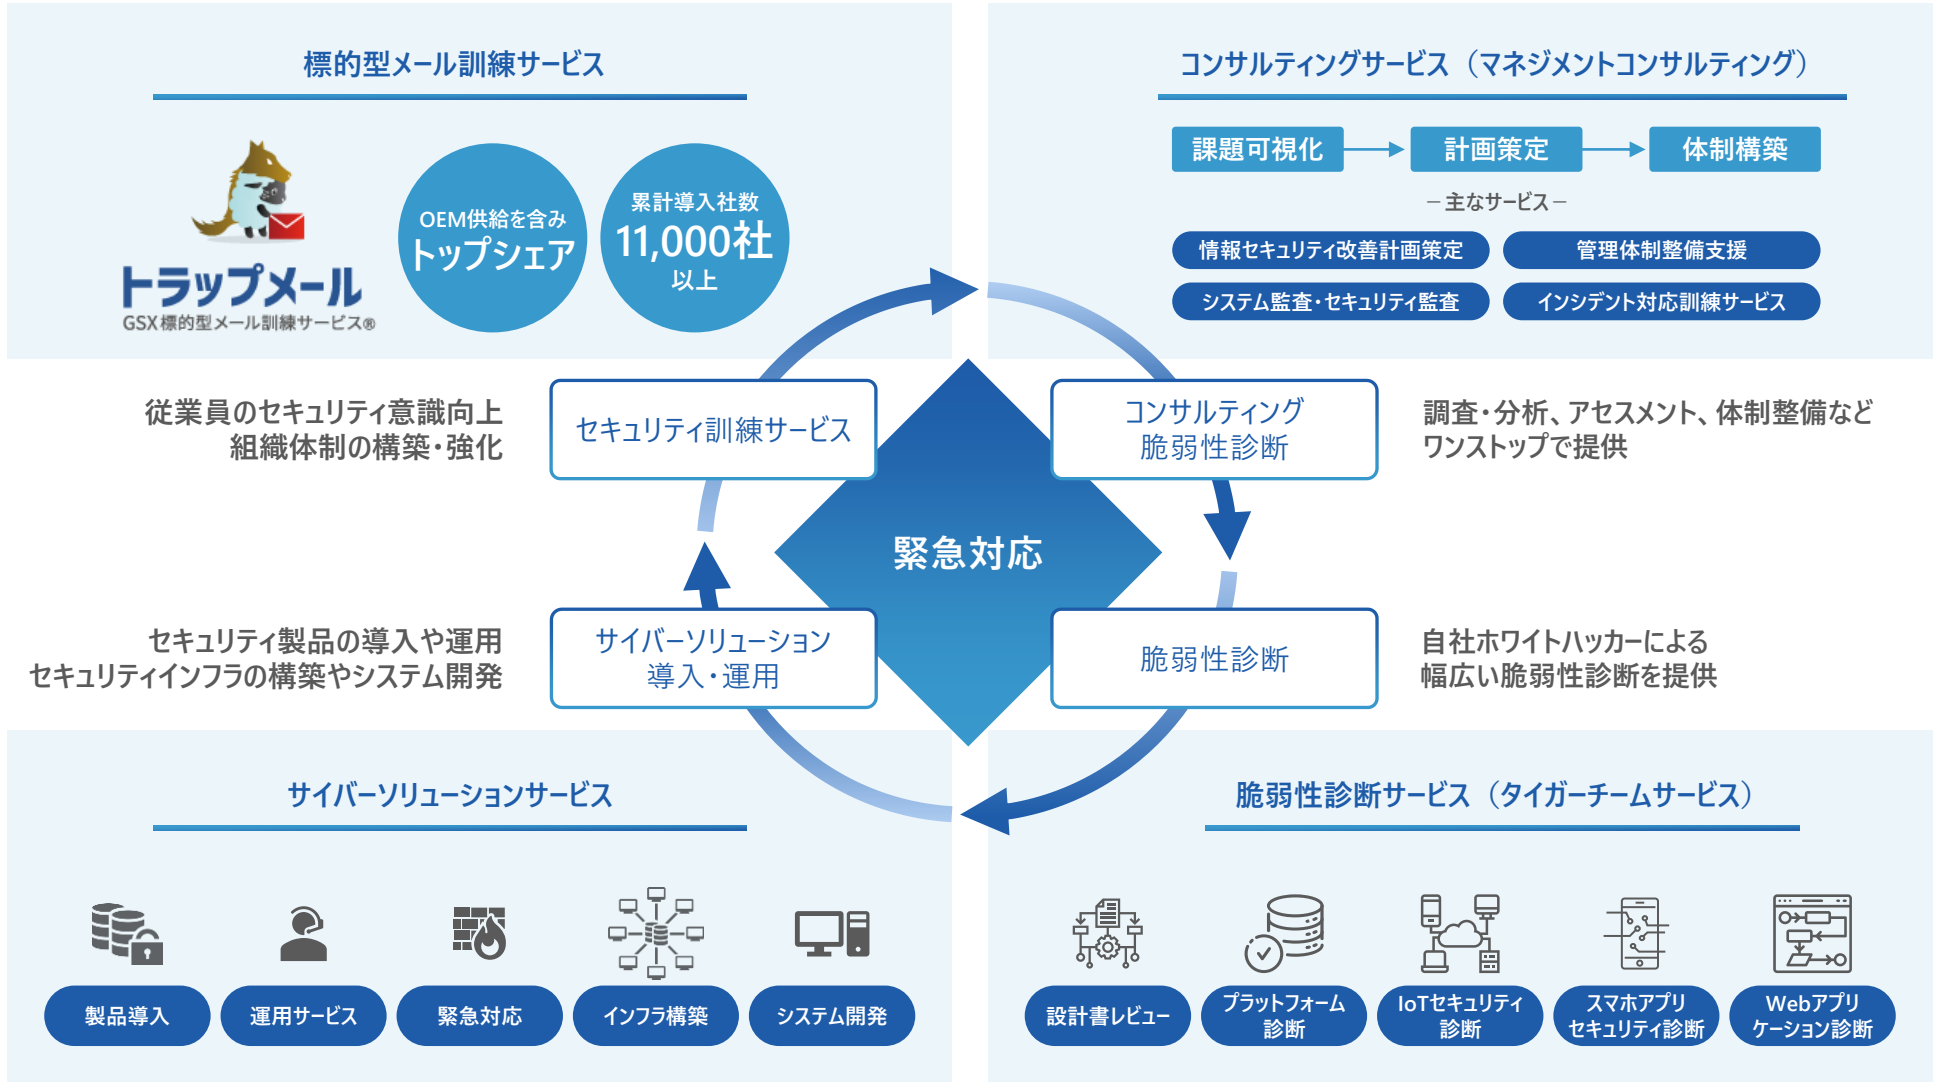 標的型メール訓練サービス
トラップメール
GSX標的型メール訓練サービス®
OEM供給を含み
トップシェア
累計導入社数
11,000社
以上
コンサルティングサービス（マネジメントコンサルティング）
課題可視化
計画策定
体制構築
－主なサービス－
情報セキュリティ改善計画策定
管理体制整備支援
システム監査・セキュリティ監査
インシデント対応訓練サービス
従業員のセキュリティ意識向上
組織体制の構築・強化
セキュリティ訓練サービス
コンサルティング
脆弱性診断
調査・分析、アセスメント、体制整備など
ワンストップで提供
緊急対応
セキュリティ製品の導入や運用
セキュリティインフラの構築やシステム開発
サイバーソリューション
導入・運用
脆弱性診断
自社ホワイトハッカーによる
幅広い脆弱性診断を提供
サイバーソリューションサービス
製品導入
運用サービス
緊急対応
インフラ構築
システム開発
脆弱性診断サービス（タイガーチームサービス）
設計書レビュー
プラットフォーム
診断
IoTセキュリティ
診断
スマホアプリ
セキュリティ診断
Webアプリ
ケーション診断